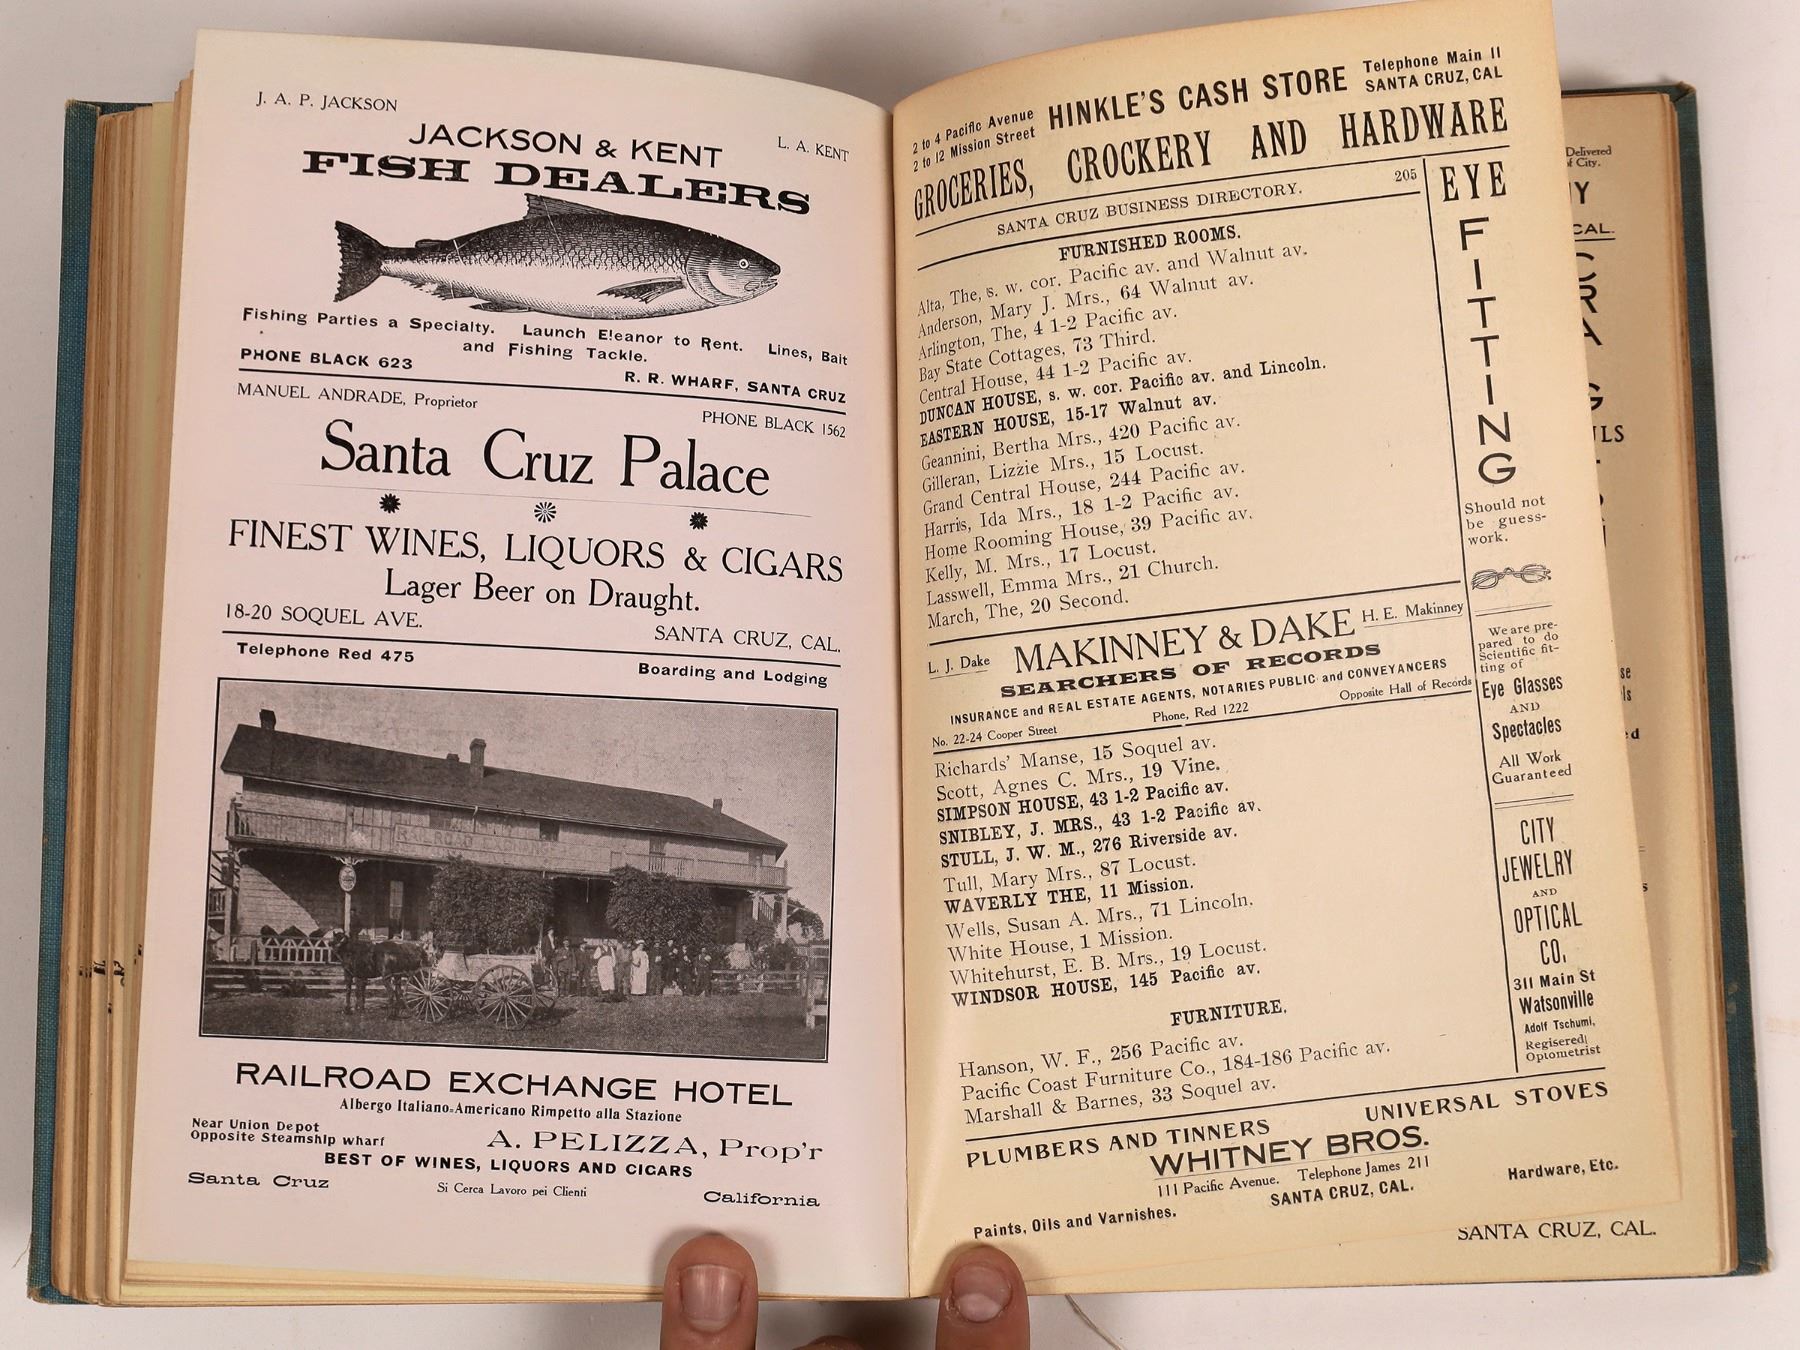 J. A. P. JACKSON
L. A. KENT
JACKSON & KENT
FISH DEALERS
Fishing Parties a Specialty. Launch Eleanor to Rent. Lines, Bait
and Fishing Tackle.
PHONE BLACK 623
R. R. WHARF, SANTA CRUZ
MANUEL ANDRADE, Proprietor
PHONE BLACK 1562
Santa Cruz Palace
FINEST WINES, LIQUORS & CIGARS
Lager Beer on Draught.
18-20 SOQUEL AVE.
SANTA CRUZ, CAL.
Telephone Red 475
Boarding and Lodging
RAILROAD EXCHANGE HOTEL
Albergo Italiano-Americano Rimpetto alla Stazione
Near Union Depot
Opposite Steamship wharf
A. PELIZZA, Prop'r
BEST OF WINES, LIQUORS AND CIGARS
Santa Cruz
Si Cerca Lavoro pei Clienti
California
2 to 4 Pacific Avenue
2 to 12 Mission Street
HINKLE'S CASH STORE
Telephone Main 11
SANTA CRUZ, CAL
GROCERIES, CROCKERY AND HARDWARE
SANTA CRUZ BUSINESS DIRECTORY. 205
FURNISHED ROOMS.
Alta, The, s. w. cor. Pacific av. and Walnut av.
Anderson, Mary J. Mrs., 64 Walnut av.
Arlington, The, 4 1-2 Pacific av.
Bay State Cottages, 73 Third.
Central House, 44 1-2 Pacific av.
DUNCAN HOUSE, s. w. cor. Pacific av. and Lincoln.
EASTERN HOUSE, 15-17 Walnut av.
Geannini, Bertha Mrs., 420 Pacific av.
Gilleran, Lizzie Mrs., 15 Locust.
Grand Central House, 244 Pacific av.
Harris, Ida Mrs., 18 1-2 Pacific av.
Home Rooming House, 39 Pacific av.
Kelly, M. Mrs., 17 Locust.
Lasswell, Emma Mrs., 21 Church.
March, The, 20 Second.
L. J. Dake
MAKINNEY & DAKE
H. E. Makinney
SEARCHERS OF RECORDS
INSURANCE and REAL ESTATE AGENTS, NOTARIES PUBLIC and CONVEYANCERS
No. 22-24 Cooper Street
Phone, Red 1222
Opposite Hall of Records
Richards' Manse, 15 Soquel av.
Scott, Agnes C. Mrs., 19 Vine.
SIMPSON HOUSE, 43 1-2 Pacific av.
SNIBLEY, J. MRS., 43 1-2 Pacific av.
STULL, J. W. M., 276 Riverside av.
Tull, Mary Mrs., 87 Locust.
WAVERLY THE, 11 Mission.
Wells, Susan A. Mrs., 71 Lincoln.
White House, 1 Mission.
Whitehurst, E. B. Mrs., 19 Locust.
WINDSOR HOUSE, 145 Pacific av.
FURNITURE.
Hanson, W. F., 256 Pacific av.
Pacific Coast Furniture Co., 184-186 Pacific av.
Marshall & Barnes, 33 Soquel av.
EYE
FITTING
Should not
be guess-
work.
We are pre-
pared to do
Scientific fit-
ting of
Eye Glasses
AND
Spectacles
All Work
Guaranteed
CITY
JEWELRY
AND
OPTICAL
CO.
311 Main St
Watsonville
Adolf Tschumi,
Regisered
Optometrist
PLUMBERS AND TINNERS
UNIVERSAL STOVES
WHITNEY BROS.
111 Pacific Avenue. Telephone James 211
SANTA CRUZ, CAL.
Hardware, Etc.
Paints, Oils and Varnishes.
Delivered
of City.
CAL.
SANTA CRUZ, CAL.